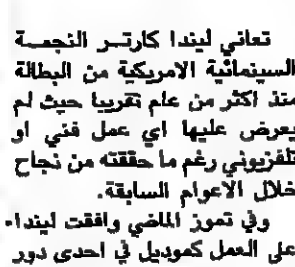 تعاني ليندا كارتـر النجمـة
السينمائية الامريكية من البطالة
منذ اكثر من عام تقريبا حيث لم
يعرض عليها اي عمل فني او
تلفزيوني رغم ما حققته من نجاح
خلال الاعوام السابقة.
وفي تموز الماضي وافقت ليندا.
على العمل كموديل في احدى دور